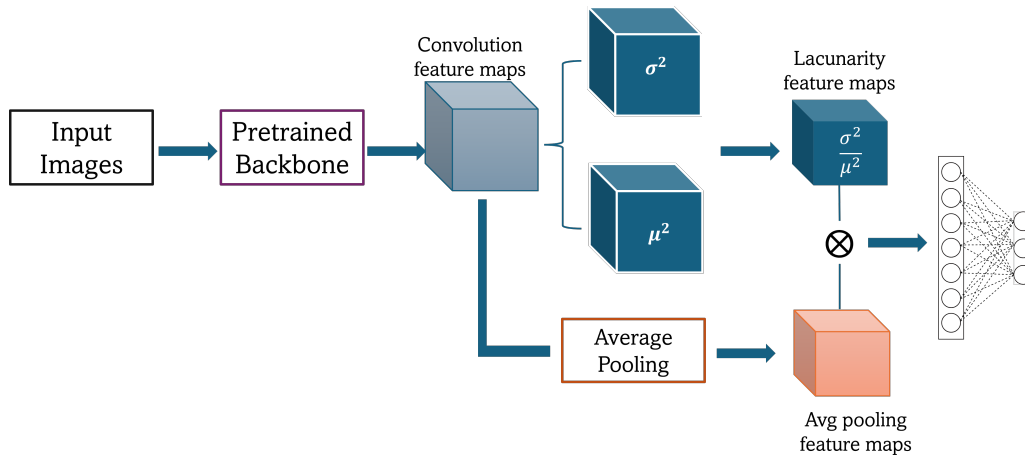 Input
Images
Pretrained
Backbone
Convolution
feature maps
σ²
μ²
Lacunarity
feature maps
σ²
μ²
Average
Pooling
Avg pooling
feature maps